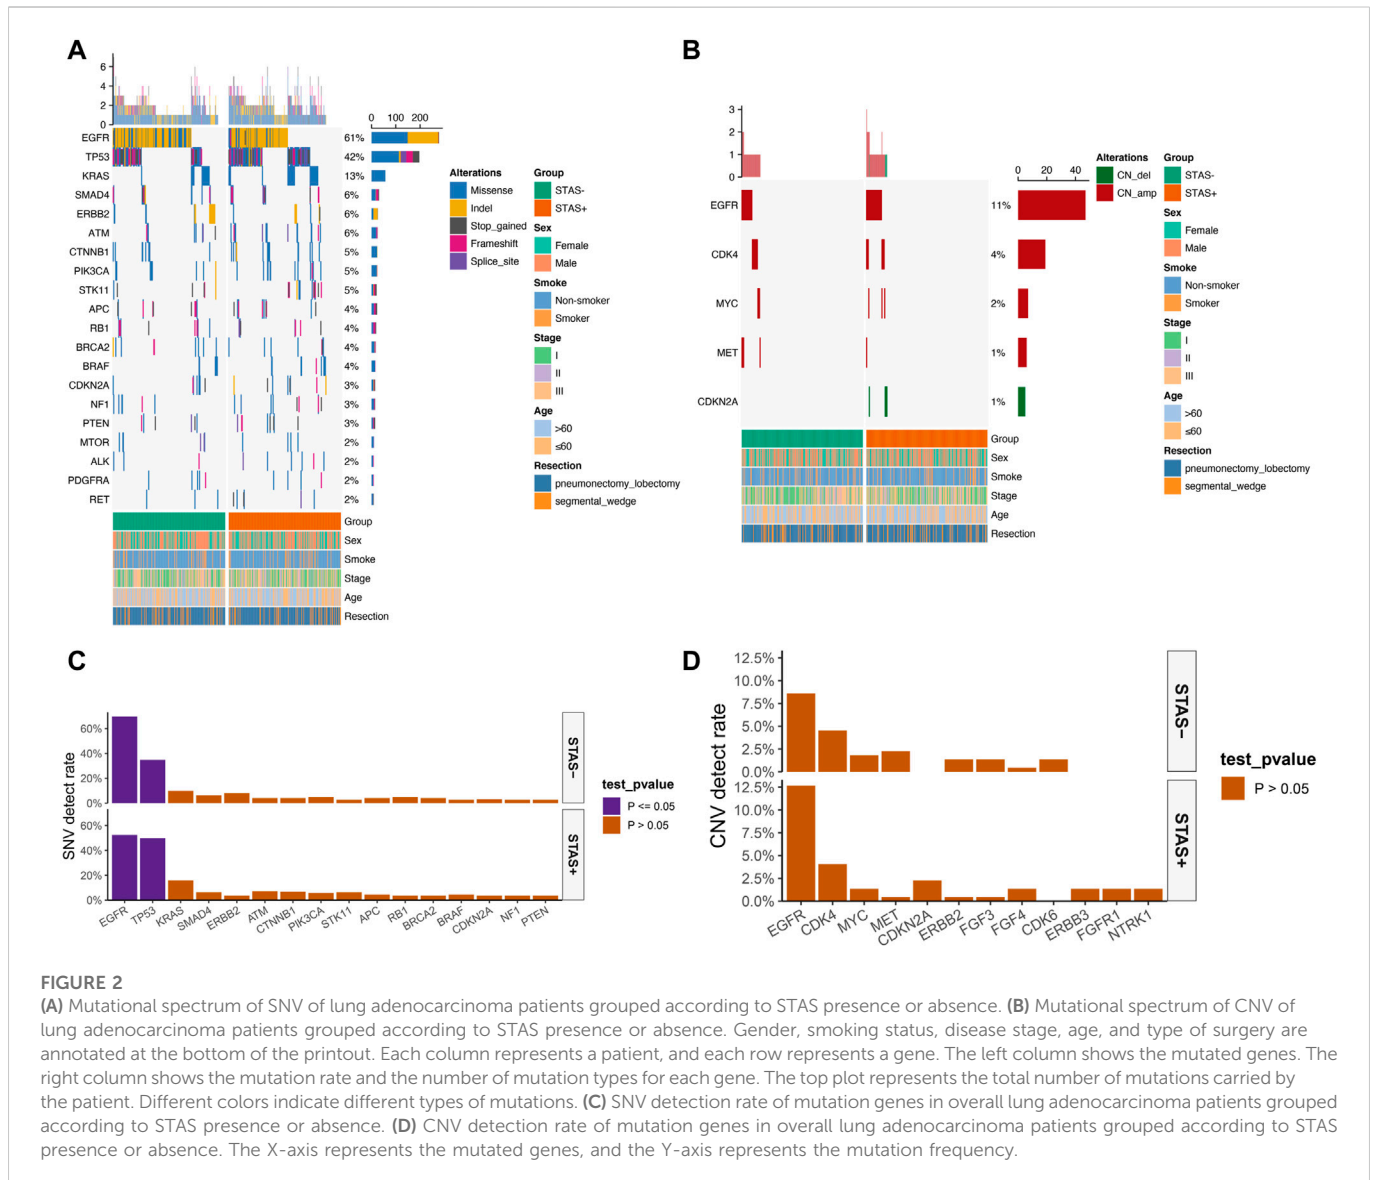 A
6
4
2
0
0 100 200
EGFR 61%
TP53 42%
KRAS 13%
SMAD4 6%
ERBB2 6%
ATM 6%
CTNNB1 5%
PIK3CA 5%
STK11 5%
APC 4%
RB1 4%
BRCA2 4%
BRAF 4%
CDKN2A 3%
NF1 3%
PTEN 3%
MTOR 2%
ALK 2%
PDGFRA 2%
RET 2%
Group
Sex
Smoke
Stage
Age
Resection
Alterations
Missense
Indel
Stop_gained
Frameshift
Splice_site
Group
STAS-
STAS+
Sex
Female
Male
Smoke
Non-smoker
Smoker
Stage
I
II
III
Age
>60
≤60
Resection
pneumonectomy_lobectomy
segmental_wedge
B
3
2
1
0
0 20 40
EGFR 11%
CDK4 4%
MYC 2%
MET 1%
CDKN2A 1%
Group
Sex
Smoke
Stage
Age
Resection
Alterations
CN_del
CN_amp
Group
STAS-
STAS+
Sex
Female
Male
Smoke
Non-smoker
Smoker
Stage
I
II
III
Age
>60
≤60
Resection
pneumonectomy_lobectomy
segmental_wedge
C
SNV detect rate
60%
40%
20%
0%
STAS−
60%
40%
20%
0%
STAS+
EGFR TP53 KRAS SMAD4 ERBB2 ATM CTNNB1 PIK3CA STK11 APC RB1 BRCA2 BRAF CDKN2A NF1 PTEN
test_pvalue
P <= 0.05
P > 0.05
D
CNV detect rate
12.5%
10.0%
7.5%
5.0%
2.5%
0.0%
STAS−
12.5%
10.0%
7.5%
5.0%
2.5%
0.0%
STAS+
EGFR CDK4 MYC MET CDKN2A ERBB2 FGF3 FGF4 CDK6 ERBB3 FGFR1 NTRK1
test_pvalue
P > 0.05
FIGURE 2
(A) Mutational spectrum of SNV of lung adenocarcinoma patients grouped according to STAS presence or absence. (B) Mutational spectrum of CNV of
lung adenocarcinoma patients grouped according to STAS presence or absence. Gender, smoking status, disease stage, age, and type of surgery are
annotated at the bottom of the printout. Each column represents a patient, and each row represents a gene. The left column shows the mutated genes. The
right column shows the mutation rate and the number of mutation types for each gene. The top plot represents the total number of mutations carried by
the patient. Different colors indicate different types of mutations. (C) SNV detection rate of mutation genes in overall lung adenocarcinoma patients grouped
according to STAS presence or absence. (D) CNV detection rate of mutation genes in overall lung adenocarcinoma patients grouped according to STAS
presence or absence. The X-axis represents the mutated genes, and the Y-axis represents the mutation frequency.